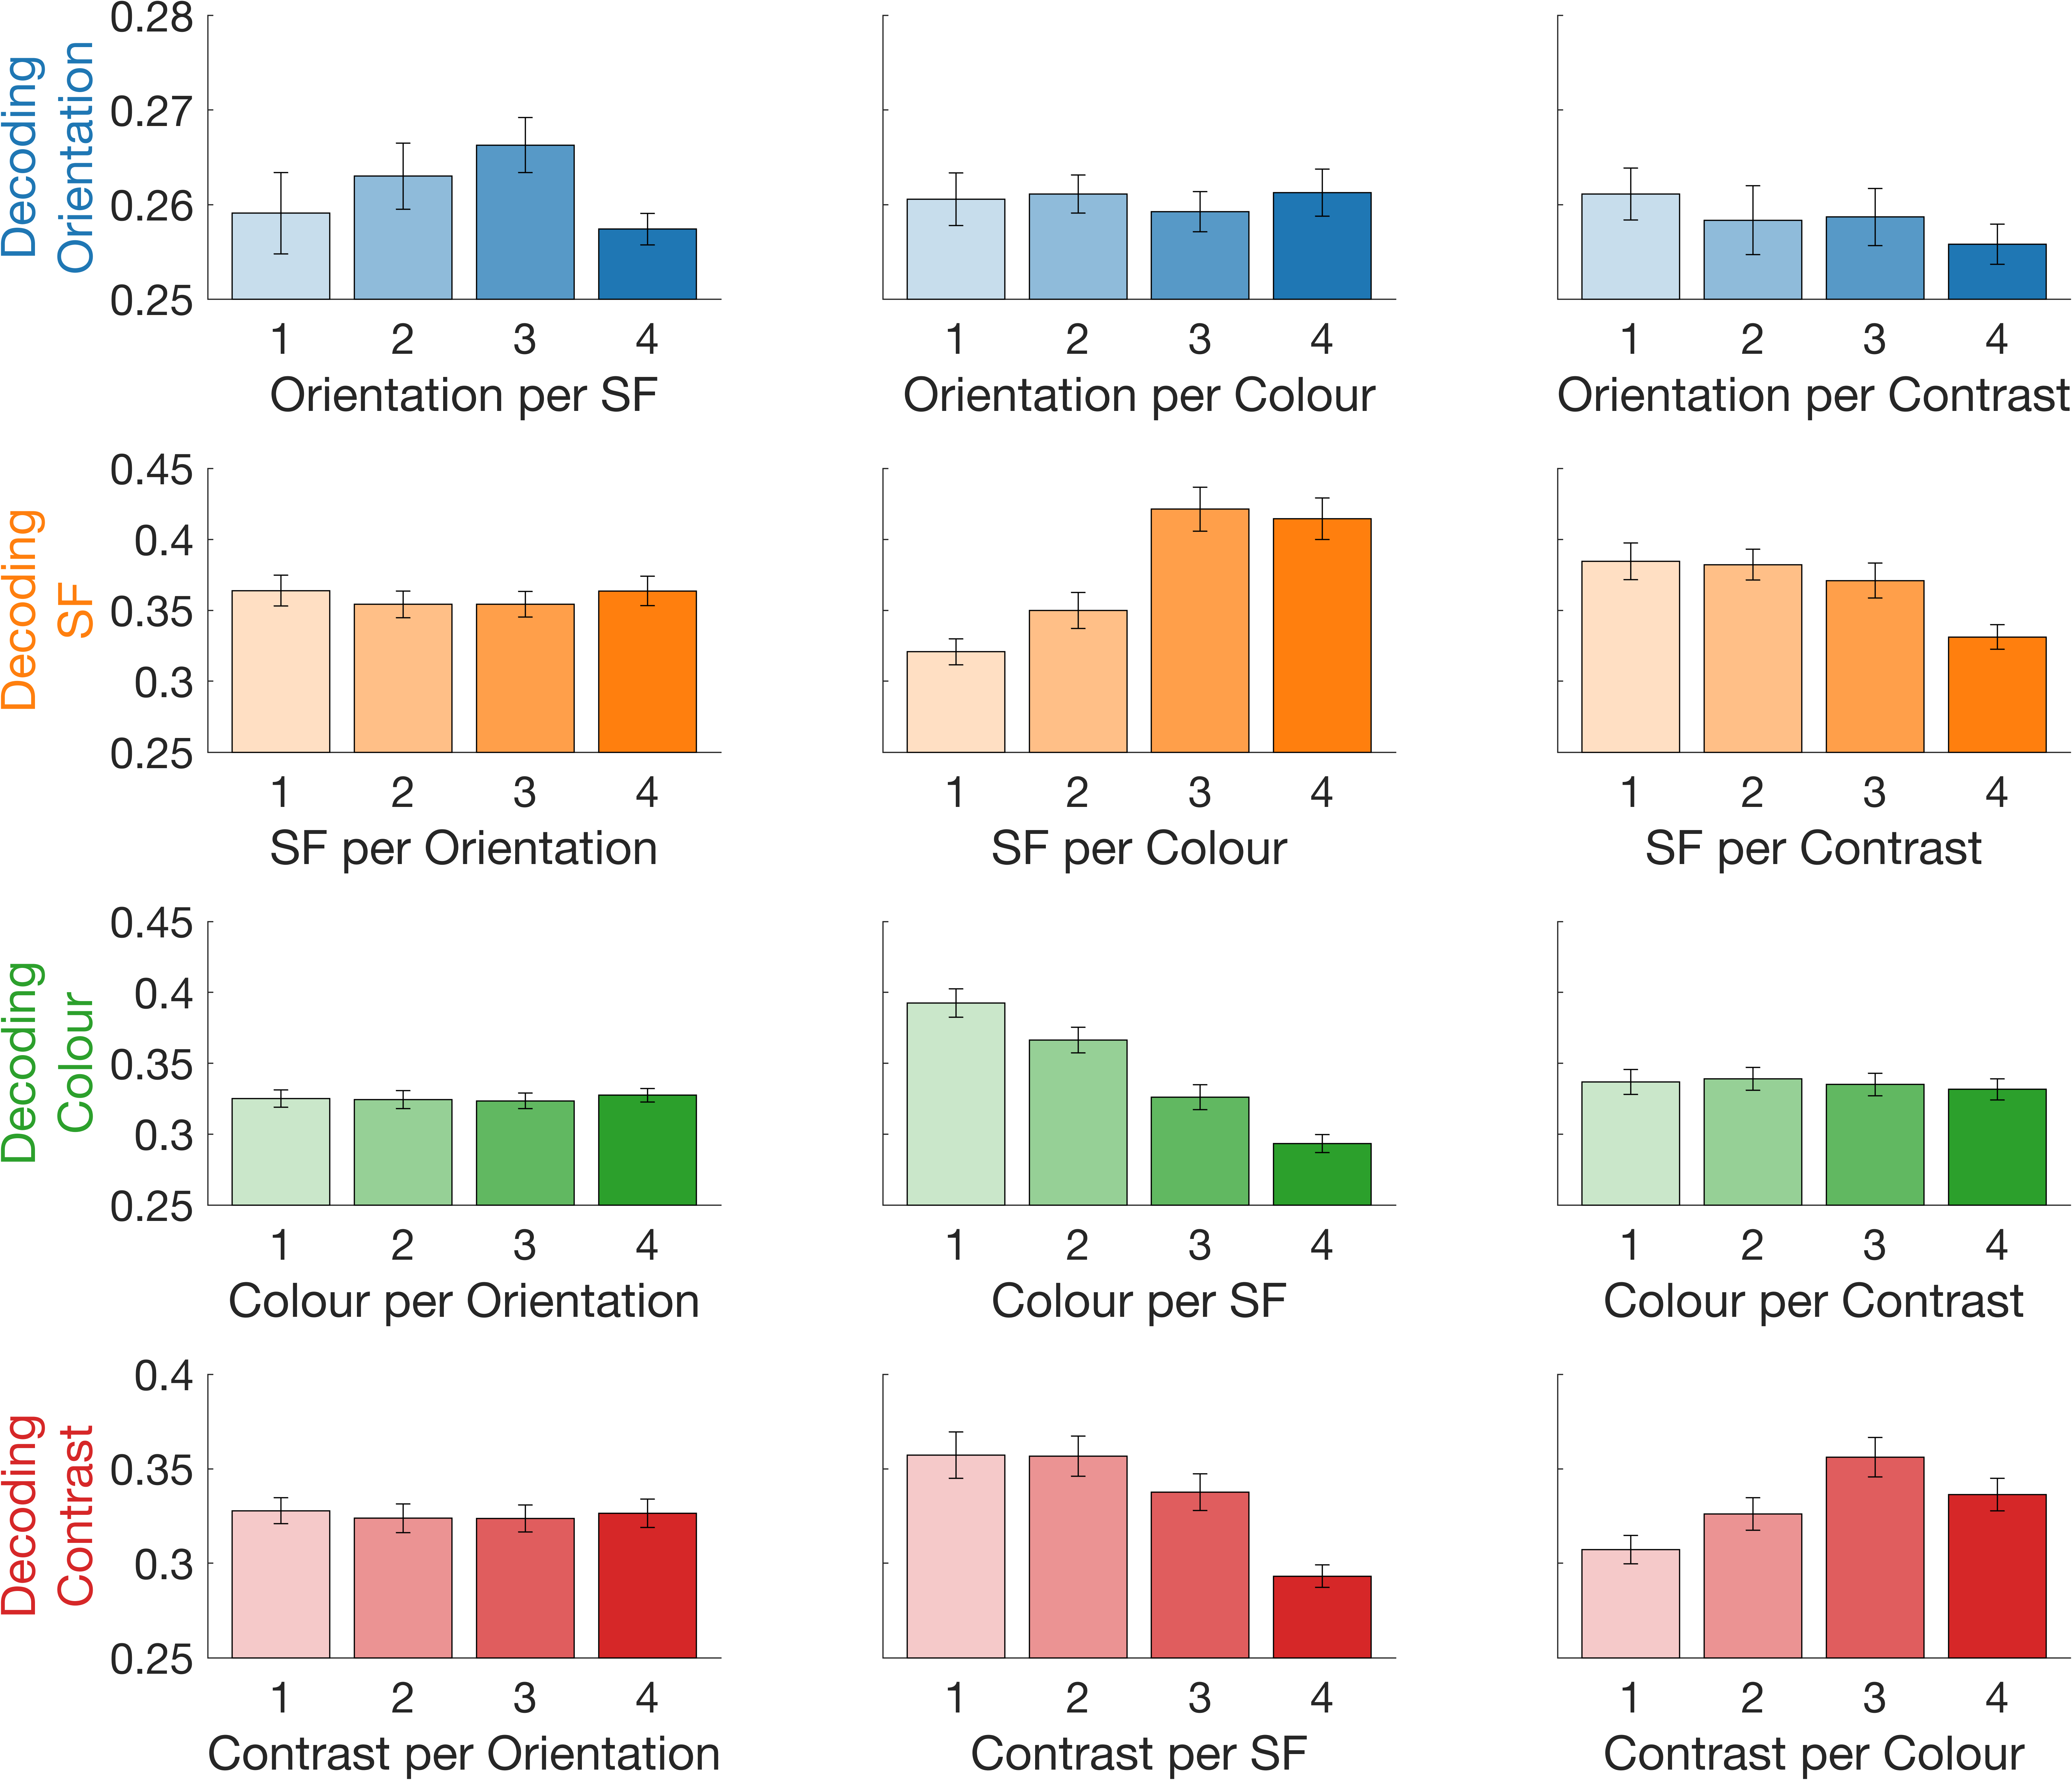 Decoding
Orientation
0.28
0.27
0.26
0.25
1 2 3 4
Orientation per SF
1 2 3 4
Orientation per Colour
1 2 3 4
Orientation per Contrast
Decoding
SF
0.45
0.4
0.35
0.3
0.25
1 2 3 4
SF per Orientation
1 2 3 4
SF per Colour
1 2 3 4
SF per Contrast
Decoding
Colour
0.45
0.4
0.35
0.3
0.25
1 2 3 4
Colour per Orientation
1 2 3 4
Colour per SF
1 2 3 4
Colour per Contrast
Decoding
Contrast
0.4
0.35
0.3
0.25
1 2 3 4
Contrast per Orientation
1 2 3 4
Contrast per SF
1 2 3 4
Contrast per Colour